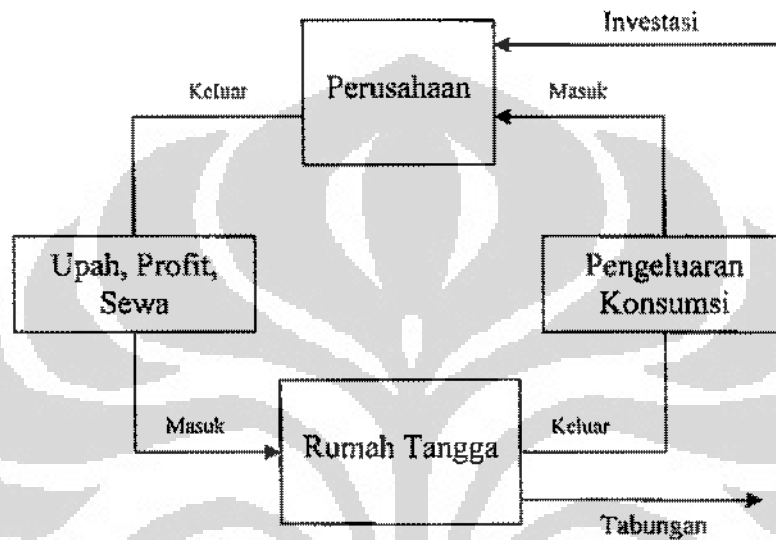 Investasi
Keluar
Perusahaan
Masuk
Upah, Profit,
Sewa
Pengeluaran
Konsumsi
Masuk
Rumah Tangga
Keluar
Tabungan